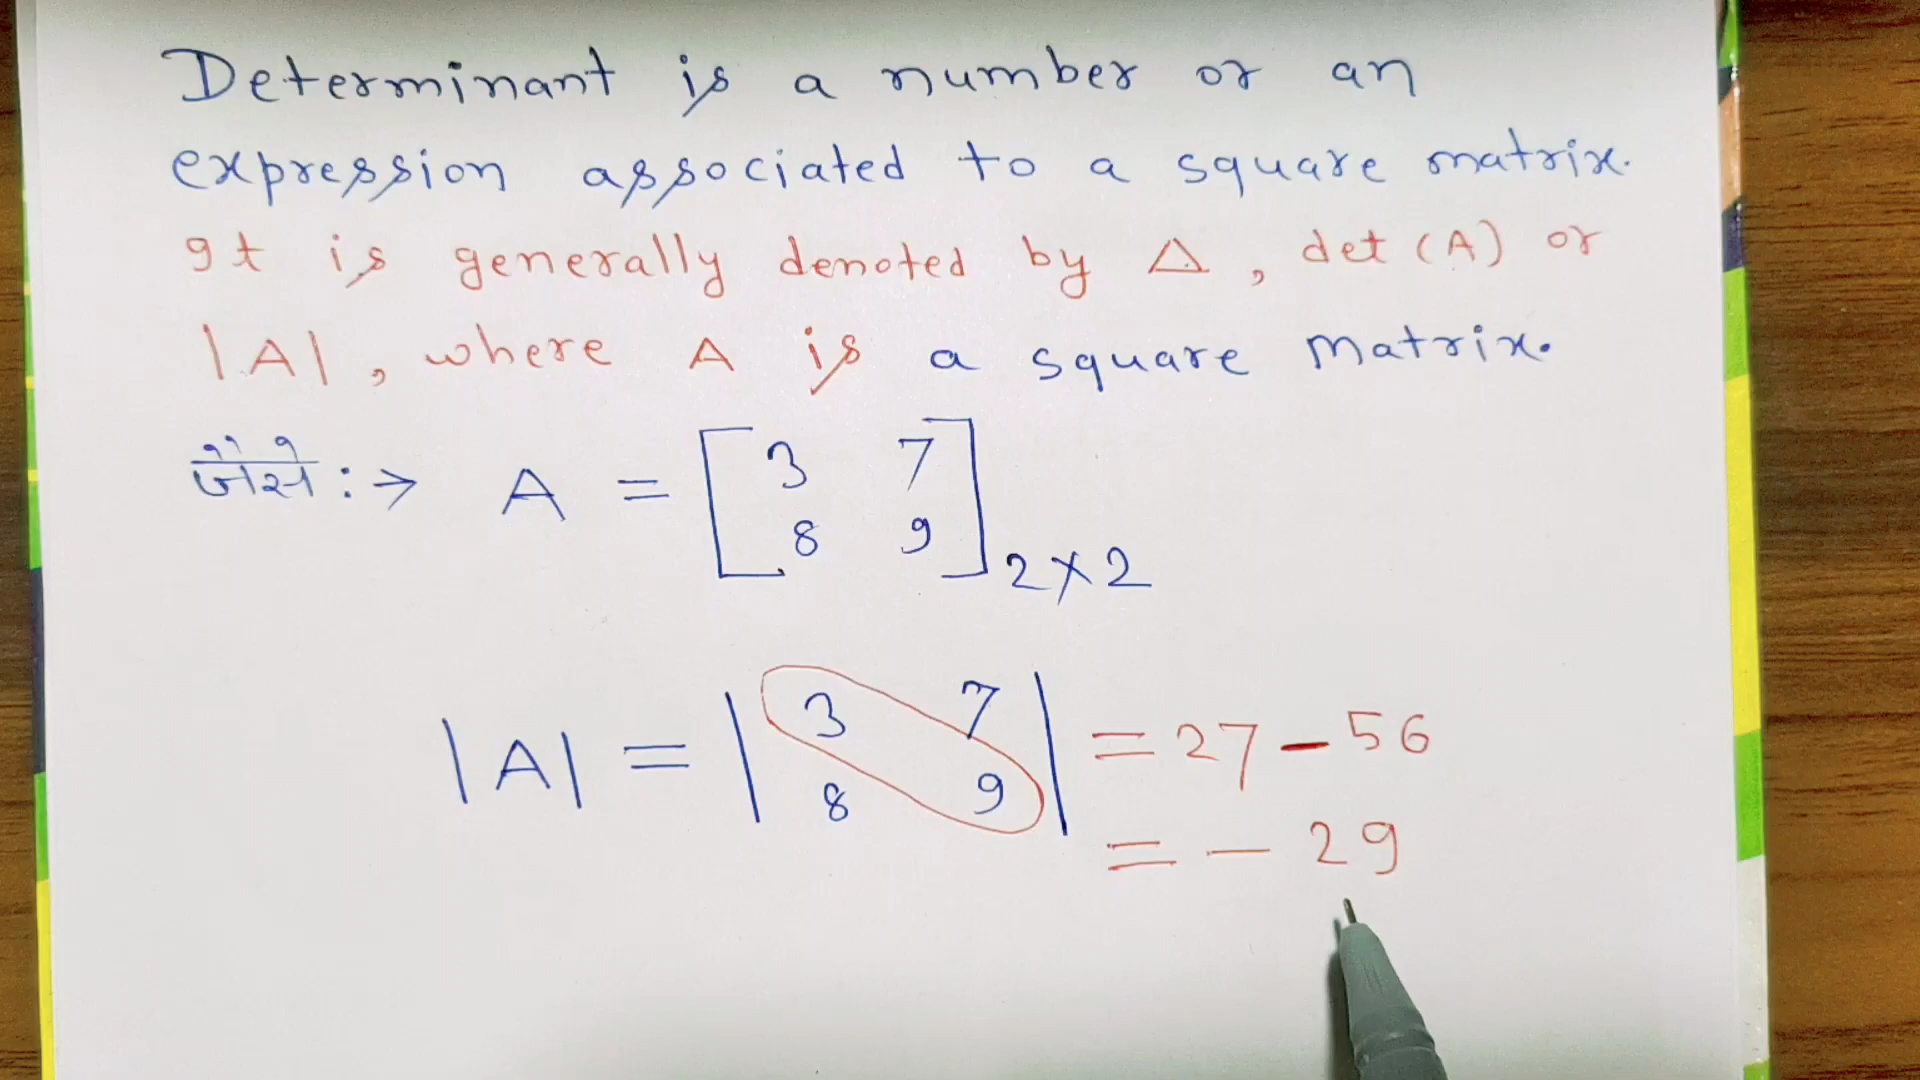 Determinant is a number or an
expression associated to a square matrix.
It is generally denoted by △, det (A) or
|A|, where A is a square matrix.
जैसे :→ A = [3 7
8 9] 2×2
|A| = |3 7
8 9| = 27 - 56
= - 29